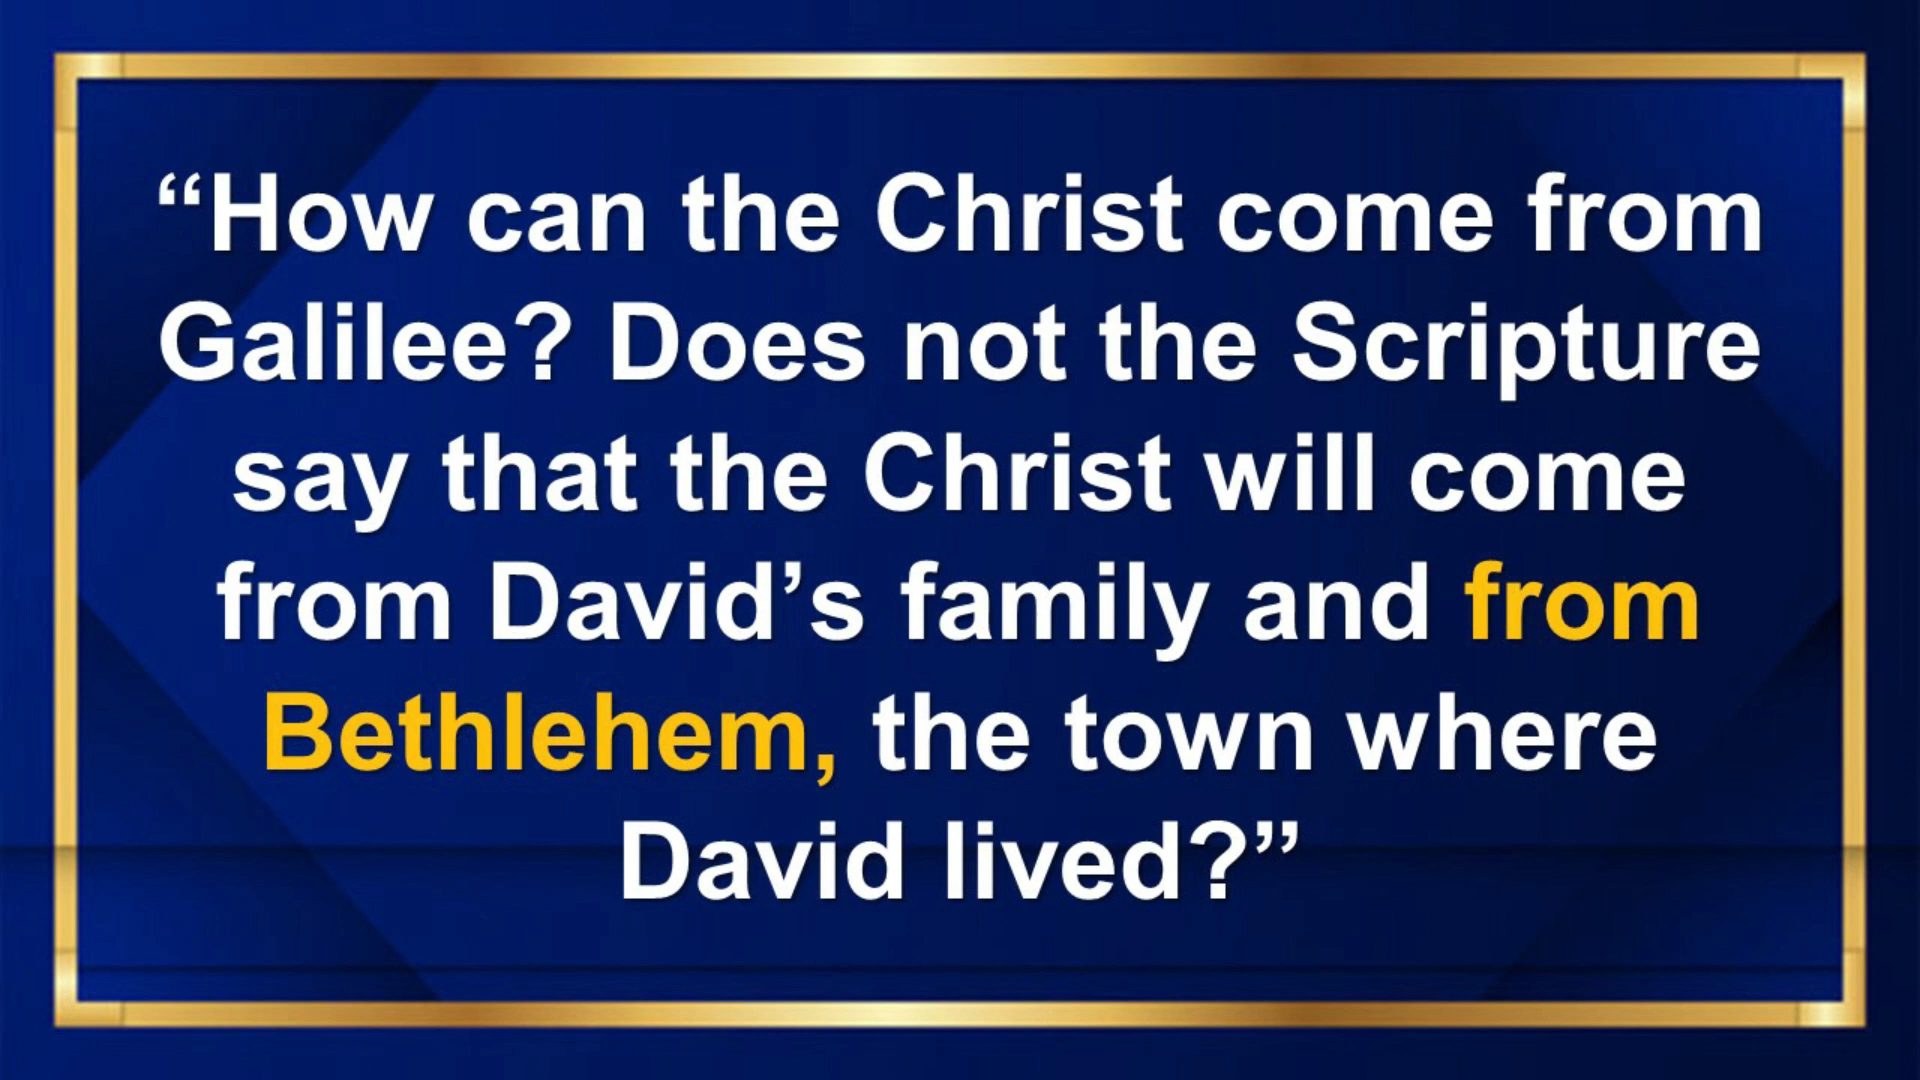 “How can the Christ come from
Galilee? Does not the Scripture
say that the Christ will come
from David’s family and from
Bethlehem, the town where
David lived?”